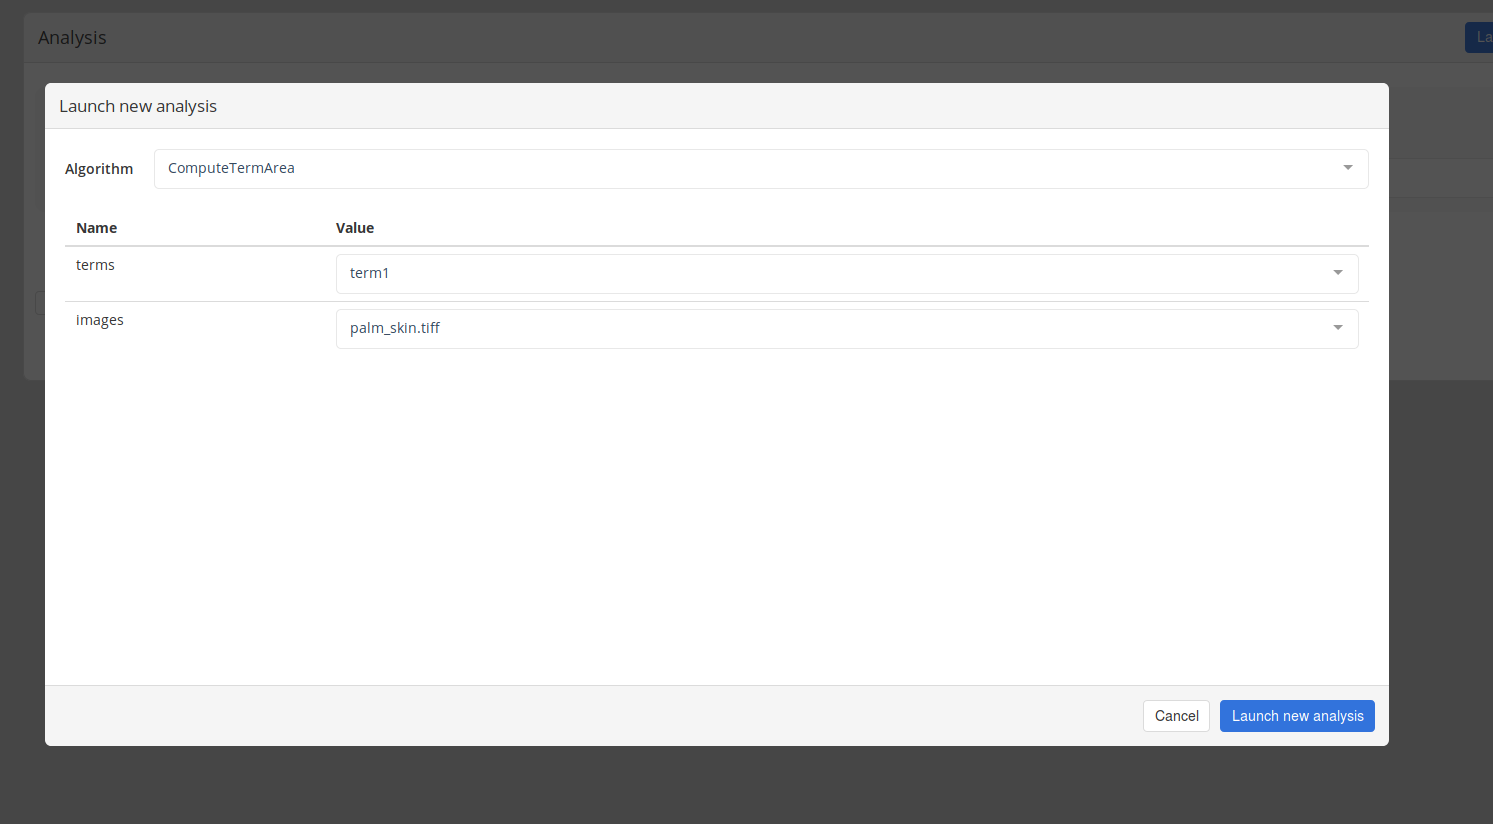 Analysis
La
Launch new analysis
Algorithm
ComputeTermArea
Name Value
terms term1
images palm_skin.tiff
Cancel Launch new analysis